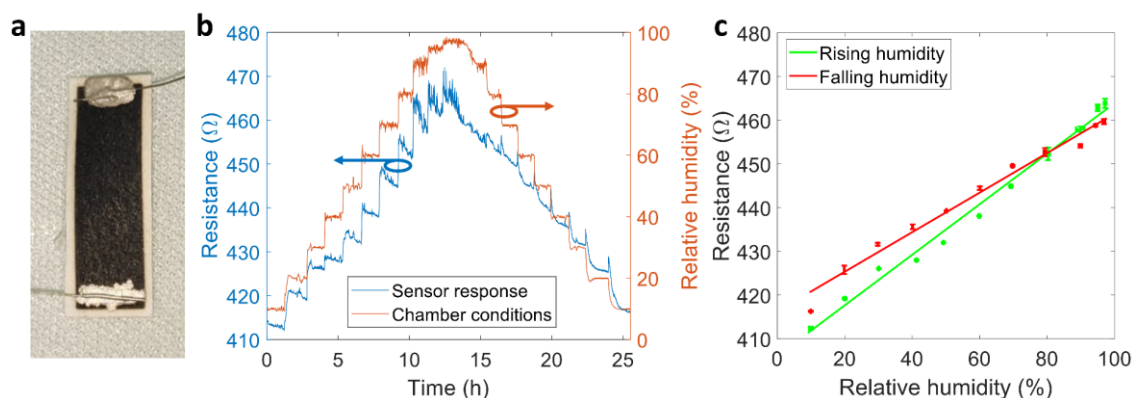 a
b
480
470
460
450
440
430
420
410
Resistance (Ω)
0
5
10
15
20
25
Time (h)
100
80
60
40
20
0
Relative humidity (%)
Sensor response
Chamber conditions
c
480
470
460
450
440
430
420
410
Resistance (Ω)
0
20
40
60
80
100
Relative humidity (%)
Rising humidity
Falling humidity